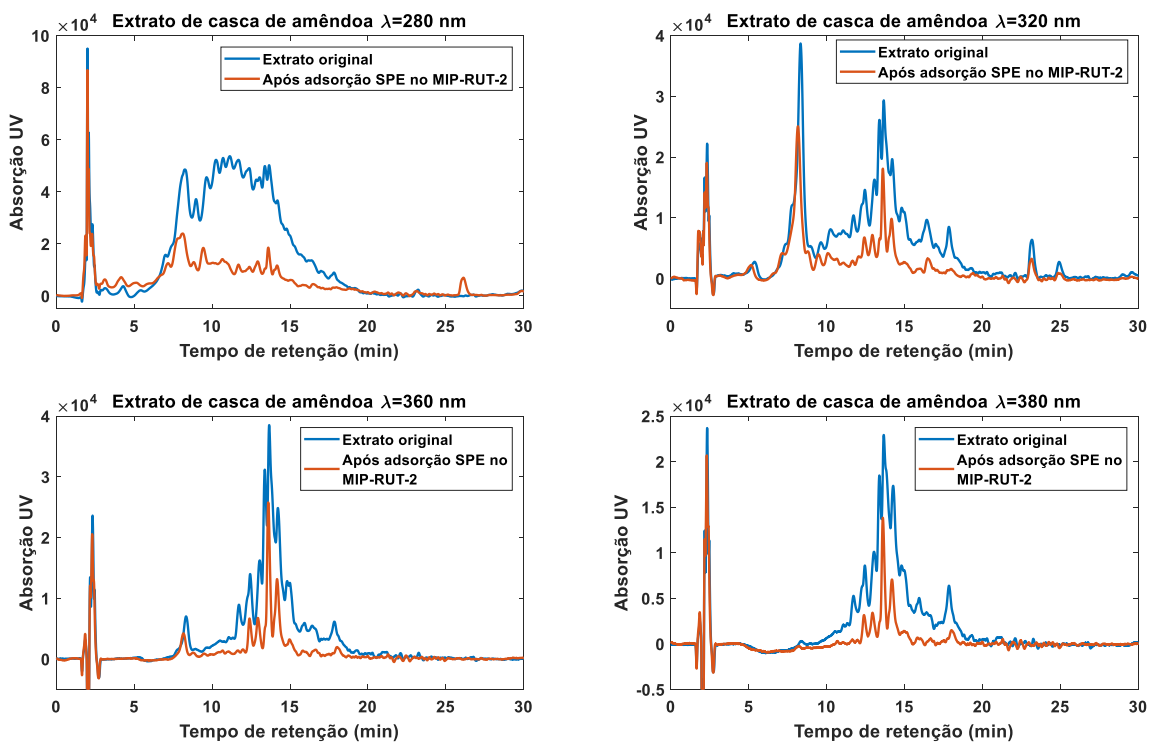 Extrato de casca de amêndoa λ=280 nm
×10⁴
10
8
6
4
2
0
Absorção UV
Extrato original
Após adsorção SPE no MIP-RUT-2
0 5 10 15 20 25 30
Tempo de retenção (min)
Extrato de casca de amêndoa λ=320 nm
×10⁴
4
3
2
1
0
Absorção UV
Extrato original
Após adsorção SPE no MIP-RUT-2
0 5 10 15 20 25 30
Tempo de retenção (min)
Extrato de casca de amêndoa λ=360 nm
×10⁴
4
3
2
1
0
Absorção UV
Extrato original
Após adsorção SPE no
MIP-RUT-2
0 5 10 15 20 25 30
Tempo de retenção (min)
Extrato de casca de amêndoa λ=380 nm
×10⁴
2.5
2
1.5
1
0.5
0
-0.5
Absorção UV
Extrato original
Após adsorção SPE no
MIP-RUT-2
0 5 10 15 20 25 30
Tempo de retenção (min)